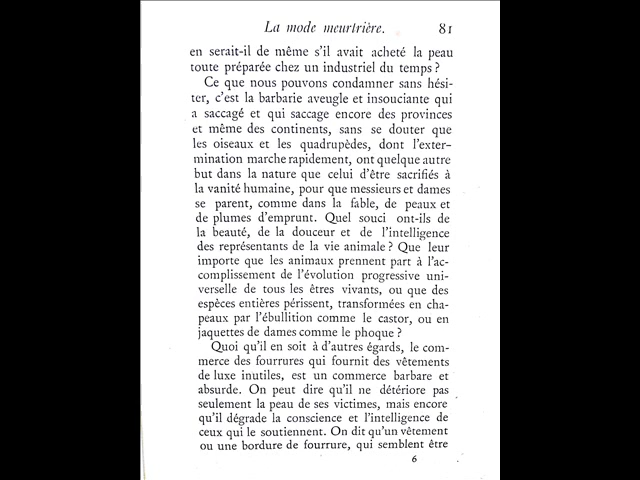 La mode meurtrière. 81
en serait-il de même s'il avait acheté la peau
toute préparée chez un industriel du temps ?
Ce que nous pouvons condamner sans hési-
ter, c'est la barbarie aveugle et insouciante qui
a saccagé et qui saccage encore des provinces
et même des continents, sans se douter que
les oiseaux et les quadrupèdes, dont l'exter-
mination marche rapidement, ont quelque autre
but dans la nature que celui d'être sacrifiés à
la vanité humaine, pour que messieurs et dames
se parent, comme dans la fable, de peaux et
de plumes d'emprunt. Quel souci ont-ils de
la beauté, de la douceur et de l'intelligence
des représentants de la vie animale ? Que leur
importe que les animaux prennent part à l'ac-
complissement de l'évolution progressive uni-
verselle de tous les êtres vivants, ou que des
espèces entières périssent, transformées en cha-
peaux par l'ébullition comme le castor, ou en
jaquettes de dames comme le phoque ?
Quoi qu'il en soit à d'autres égards, le com-
merce des fourrures qui fournit des vêtements
de luxe inutiles, est un commerce barbare et
absurde. On peut dire qu'il ne détériore pas
seulement la peau de ses victimes, mais encore
qu'il dégrade la conscience et l'intelligence de
ceux qui le soutiennent. On dit qu'un vêtement
ou une bordure de fourrure, qui semblent être
6